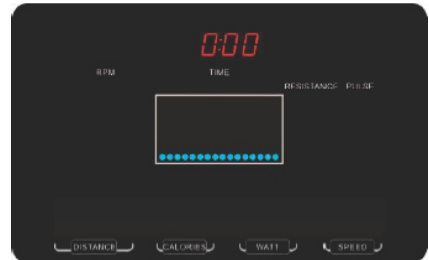 0:00
RPM TIME
RESISTANCE PULSE
DISTANCE CALORIES WATT SPEED